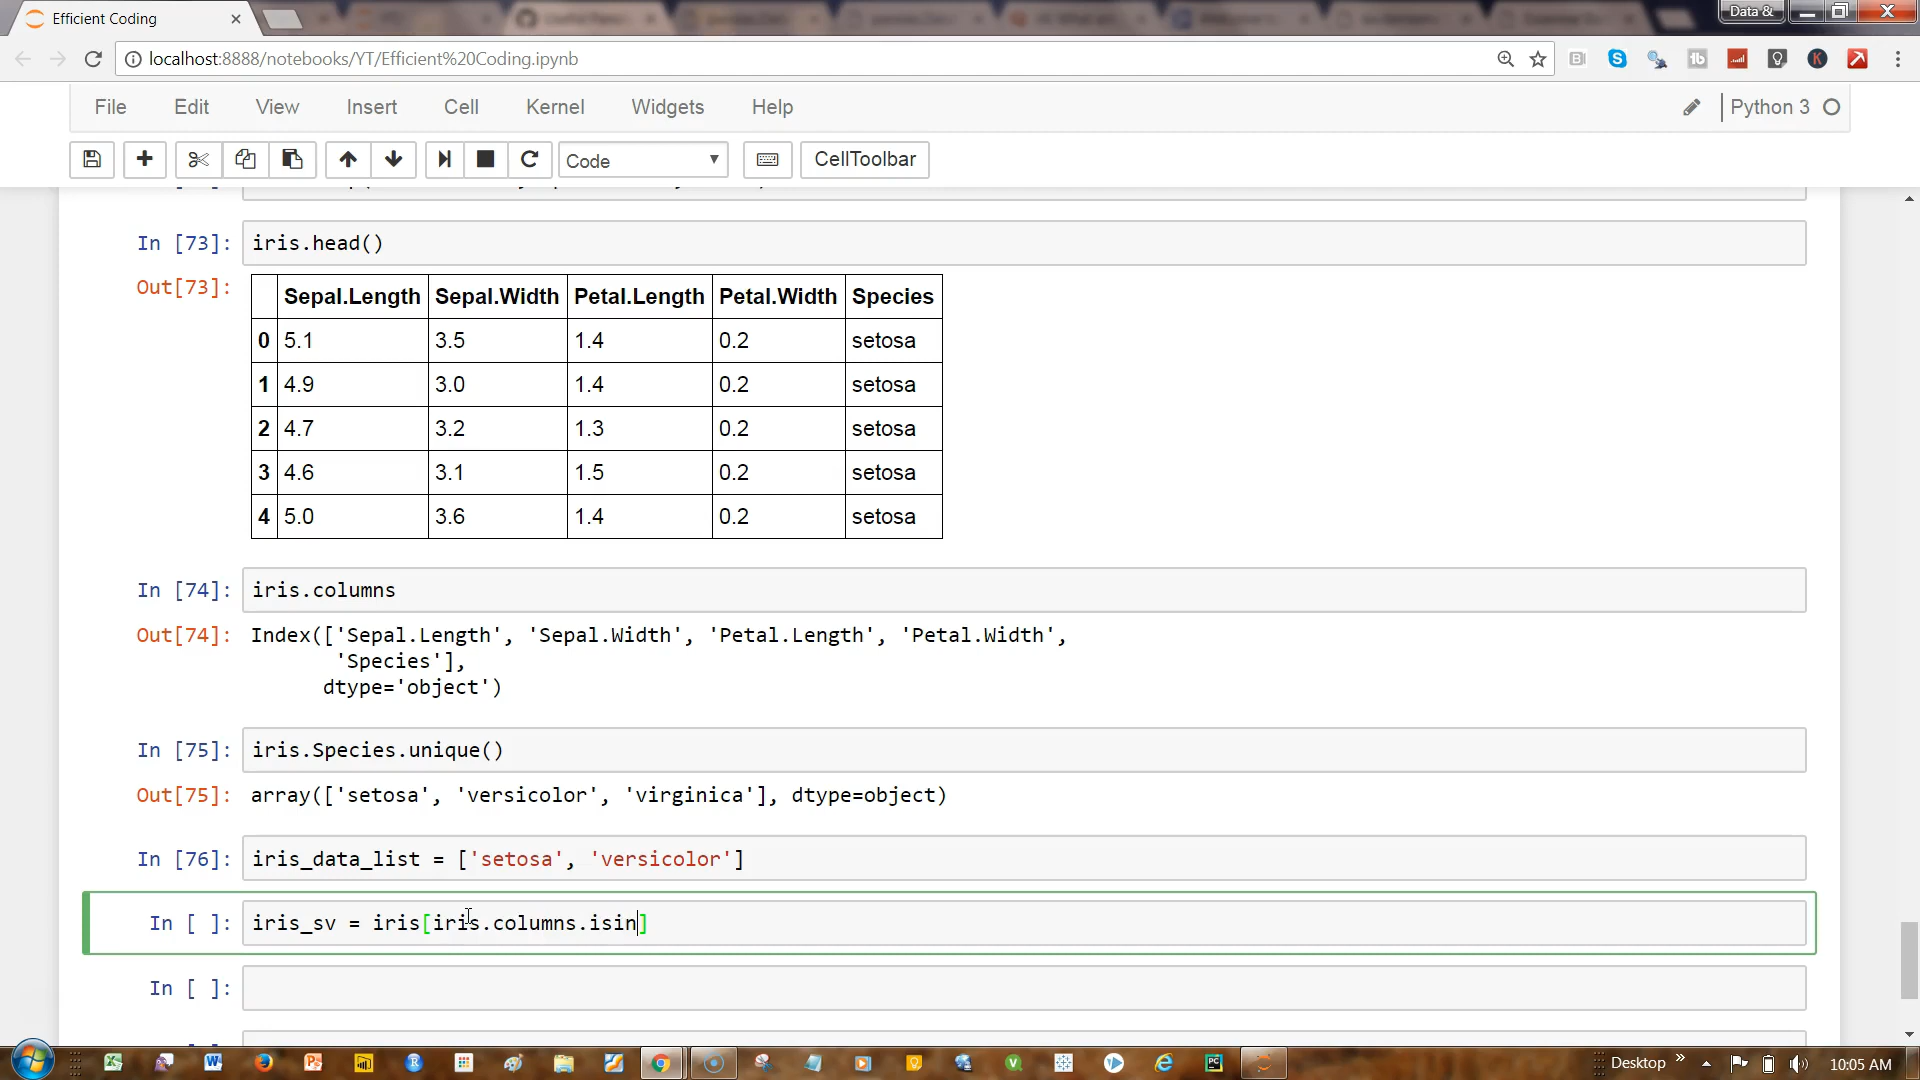 Efficient Coding
Data &
localhost:8888/notebooks/YT/Efficient%20Coding.ipynb
File Edit View Insert Cell Kernel Widgets Help Python 3
Code CellToolbar
In [73]: iris.head()
Out[73]:
Sepal.Length Sepal.Width Petal.Length Petal.Width Species
0 5.1 3.5 1.4 0.2 setosa
1 4.9 3.0 1.4 0.2 setosa
2 4.7 3.2 1.3 0.2 setosa
3 4.6 3.1 1.5 0.2 setosa
4 5.0 3.6 1.4 0.2 setosa
In [74]: iris.columns
Out[74]: Index(['Sepal.Length', 'Sepal.Width', 'Petal.Length', 'Petal.Width',
'Species'],
dtype='object')
In [75]: iris.Species.unique()
Out[75]: array(['setosa', 'versicolor', 'virginica'], dtype=object)
In [76]: iris_data_list = ['setosa', 'versicolor']
In [ ]: iris_sv = iris[iris.columns.isin]
In [ ]:
Desktop » 10:05 AM